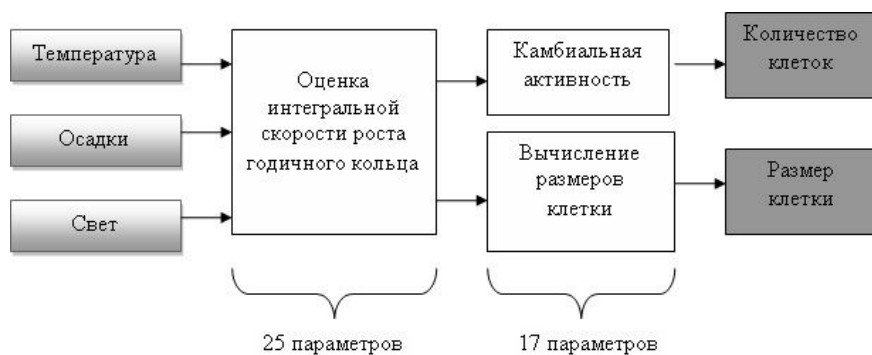 Температура
Осадки
Свет
Оценка
интегральной
скорости роста
годичного кольца
Камбиальная
активность
Вычисление
размеров
клетки
Количество
клеток
Размер
клетки
25 параметров
17 параметров